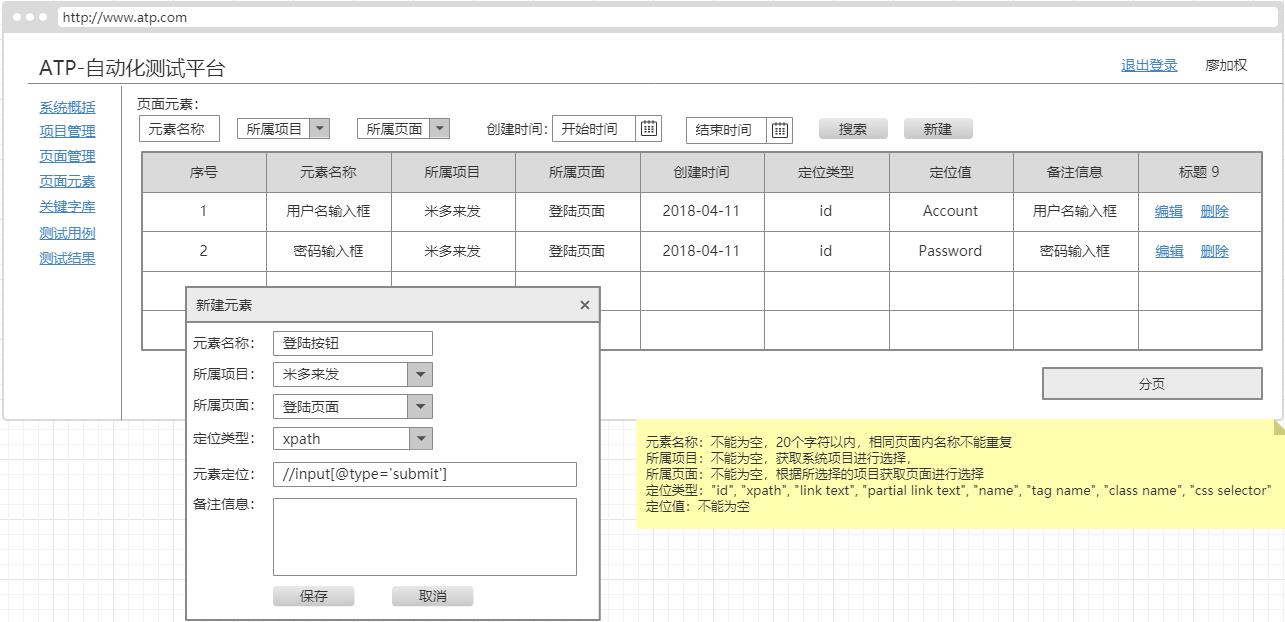 http://www.atp.com
ATP-自动化测试平台
退出登录 廖加权
系统概括
项目管理
页面管理
页面元素
关键字库
测试用例
测试结果
页面元素：
元素名称 所属项目 所属页面 创建时间： 开始时间 结束时间 搜索 新建
序号 元素名称 所属项目 所属页面 创建时间 定位类型 定位值 备注信息 标题 9
1 用户名输入框 米多来发 登陆页面 2018-04-11 id Account 用户名输入框 编辑 删除
2 密码输入框 米多来发 登陆页面 2018-04-11 id Password 密码输入框 编辑 删除
分页
新建元素 ×
元素名称： 登陆按钮
所属项目： 米多来发
所属页面： 登陆页面
定位类型： xpath
元素定位： //input[@type='submit']
备注信息：
保存 取消
元素名称：不能为空，20个字符以内，相同页面内名称不能重复
所属项目：不能为空，获取系统项目进行选择，
所属页面：不能为空，根据所选择的项目获取页面进行选择
定位类型："id", "xpath", "link text", "partial link text", "name", "tag name", "class name", "css selector"
定位值：不能为空